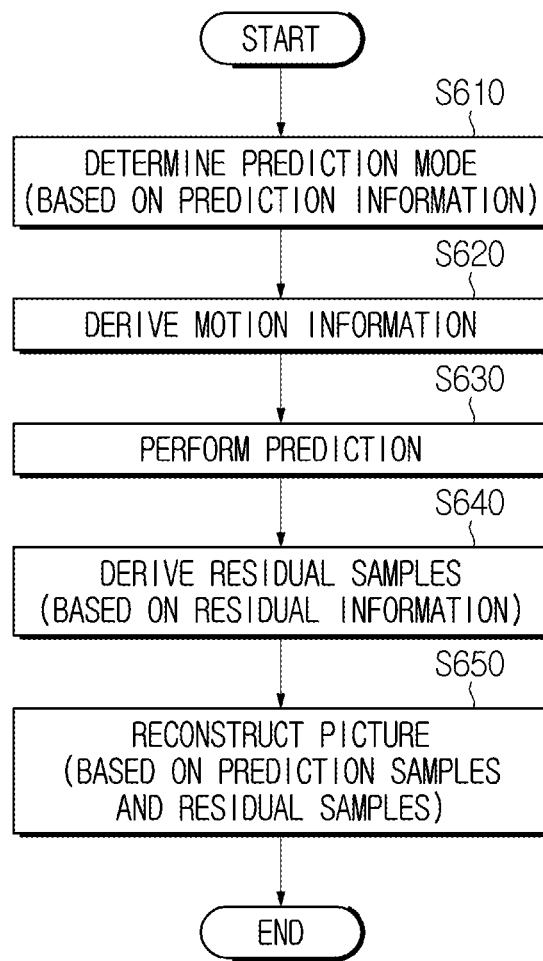 START
S610
DETERMINE PREDICTION MODE
(BASED ON PREDICTION INFORMATION)
S620
DERIVE MOTION INFORMATION
S630
PERFORM PREDICTION
S640
DERIVE RESIDUAL SAMPLES
(BASED ON RESIDUAL INFORMATION)
S650
RECONSTRUCT PICTURE
(BASED ON PREDICTION SAMPLES
AND RESIDUAL SAMPLES)
END